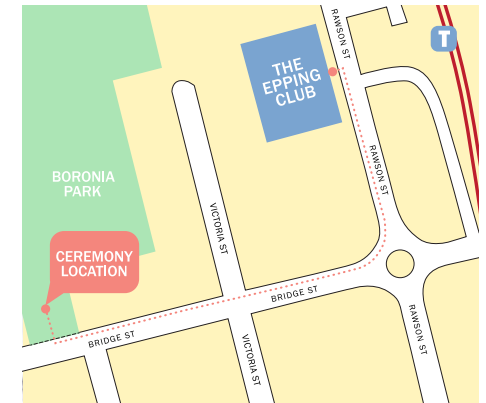 RAWSON ST
T
THE
EPPING
CLUB
RAWSON ST
BORONIA
PARK
VICTORIA ST
CEREMONY
LOCATION
BRIDGE ST
BRIDGE ST
RAWSON ST
VICTORIA ST